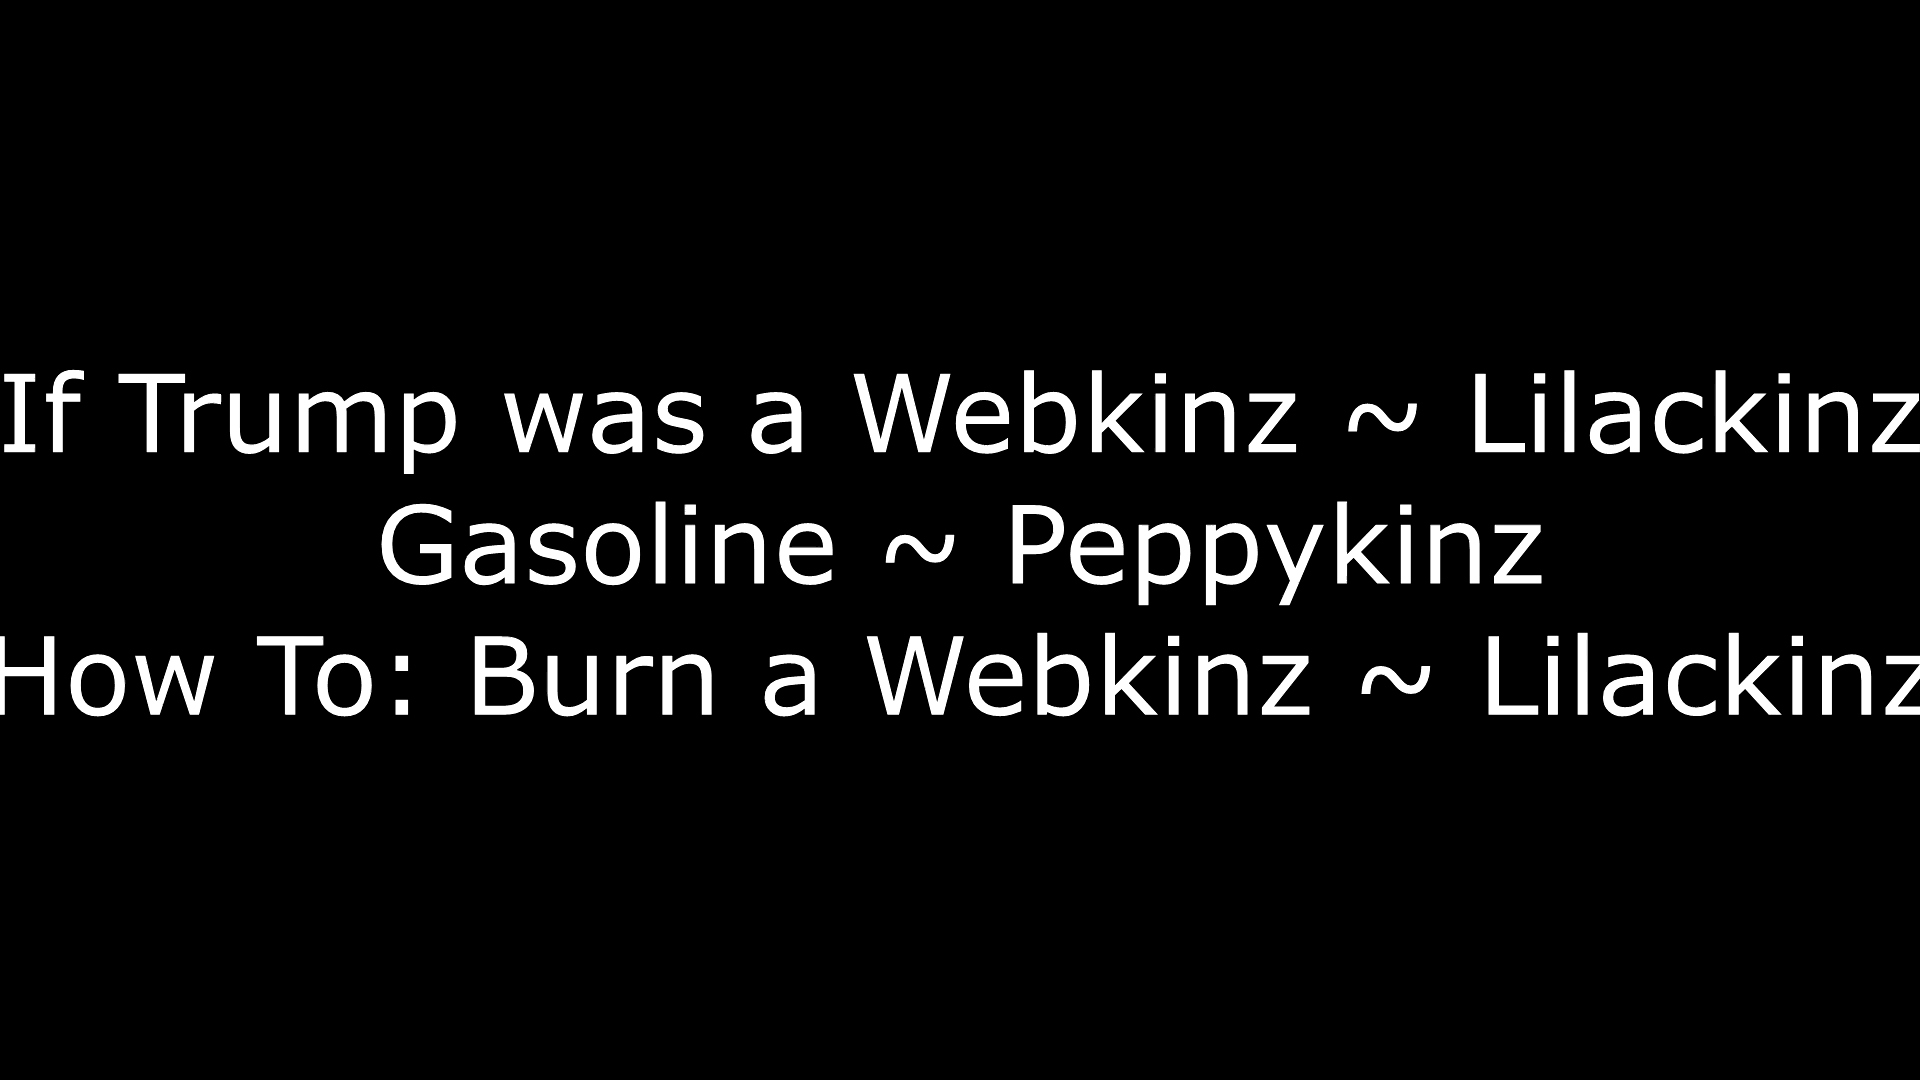 If Trump was a Webkinz ~ Lilackinz
Gasoline ~ Peppykinz
How To: Burn a Webkinz ~ Lilackinz